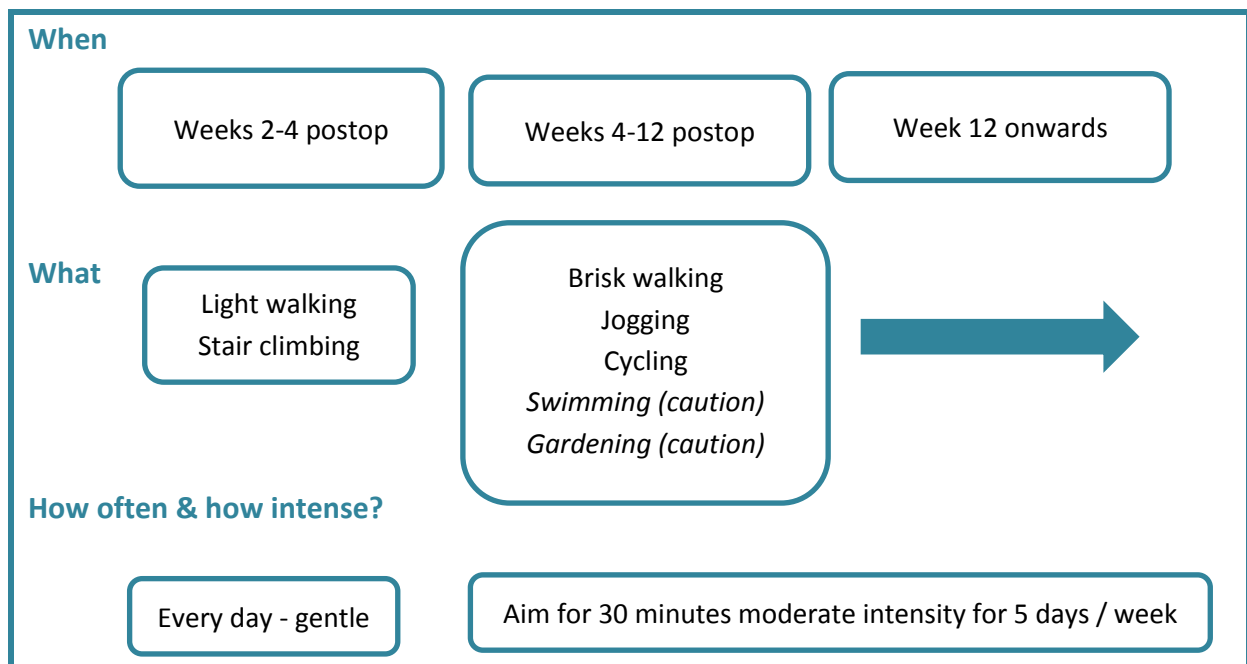 When
Weeks 2-4 postop
Weeks 4-12 postop
Week 12 onwards
What
Light walking
Stair climbing
Brisk walking
Jogging
Cycling
Swimming (caution)
Gardening (caution)
How often & how intense?
Every day - gentle
Aim for 30 minutes moderate intensity for 5 days / week